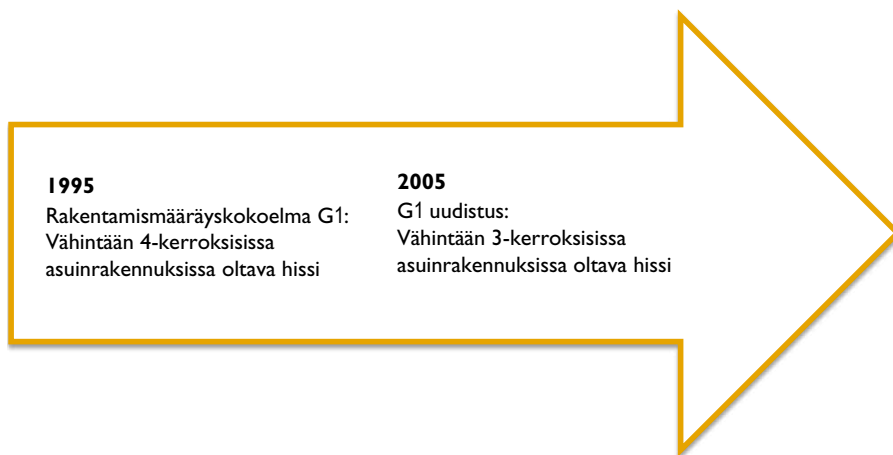 1995
Rakentamismääräyskokoelma G1:
Vähintään 4-kerroksisissa
asuinrakennuksissa oltava hissi
2005
G1 uudistus:
Vähintään 3-kerroksisissa
asuinrakennuksissa oltava hissi